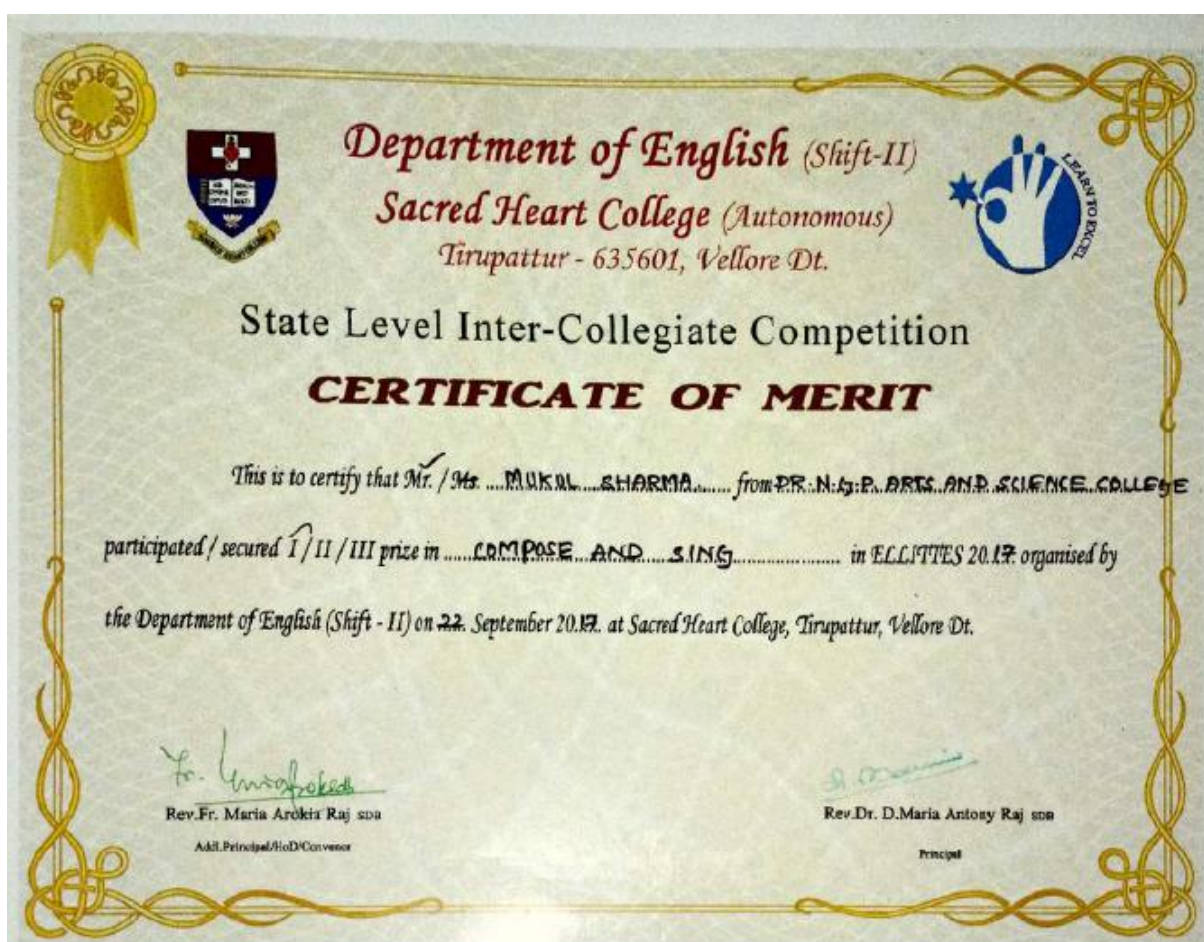 Department of English (Shift-II)
Sacred Heart College (Autonomous)
Tirupattur - 635601, Vellore Dt.
LEARN TO EXCEL
State Level Inter-Collegiate Competition
CERTIFICATE OF MERIT
This is to certify that Mr. / Ms. MUKUL SHARMA from DR. N.G.P. ARTS AND SCIENCE COLLEGE
participated / secured I / II / III prize in COMPOSE AND SING in ELLITTES 2017 organised by
the Department of English (Shift - II) on 22 September 2017. at Sacred Heart College, Tirupattur, Vellore Dt.
Rev.Fr. Maria Arokia Raj SDB
Addl.Principal/HoD/Convenor
Rev.Dr. D.Maria Antony Raj SDB
Principal